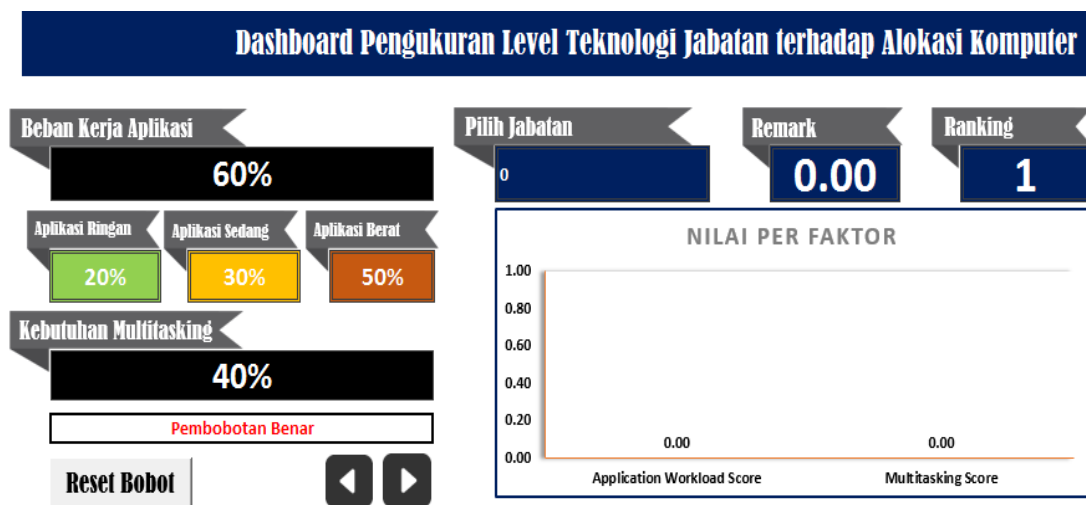 Dashboard Pengukuran Level Teknologi Jabatan terhadap Alokasi Komputer
Beban Kerja Aplikasi
60%
Aplikasi Ringan
Aplikasi Sedang
Aplikasi Berat
20%
30%
50%
Kebutuhan Multitasking
40%
Pembobotan Benar
Reset Bobot
Pilih Jabatan
0
Remark
0.00
Ranking
1
NILAI PER FAKTOR
1.00
0.80
0.60
0.40
0.20
0.00
0.00
0.00
Application Workload Score
Multitasking Score